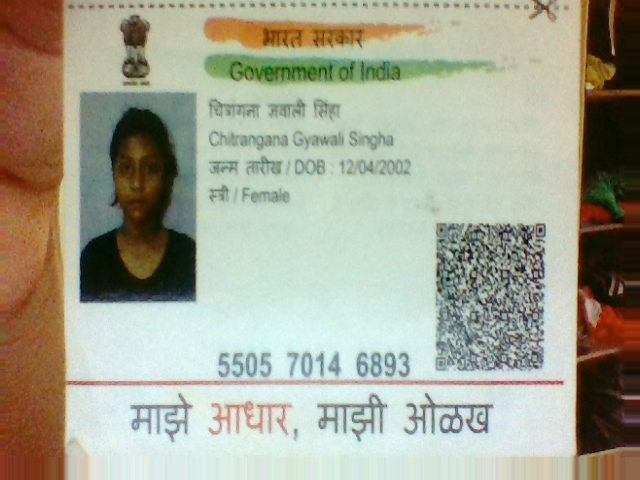 भारत सरकार
Government of India
चित्रांगना ज्ञवाली सिंहा
Chitrangana Gyawali Singha
जन्म तारीख / DOB : 12/04/2002
स्त्री / Female
5505 7014 6893
माझे आधार, माझी ओळख